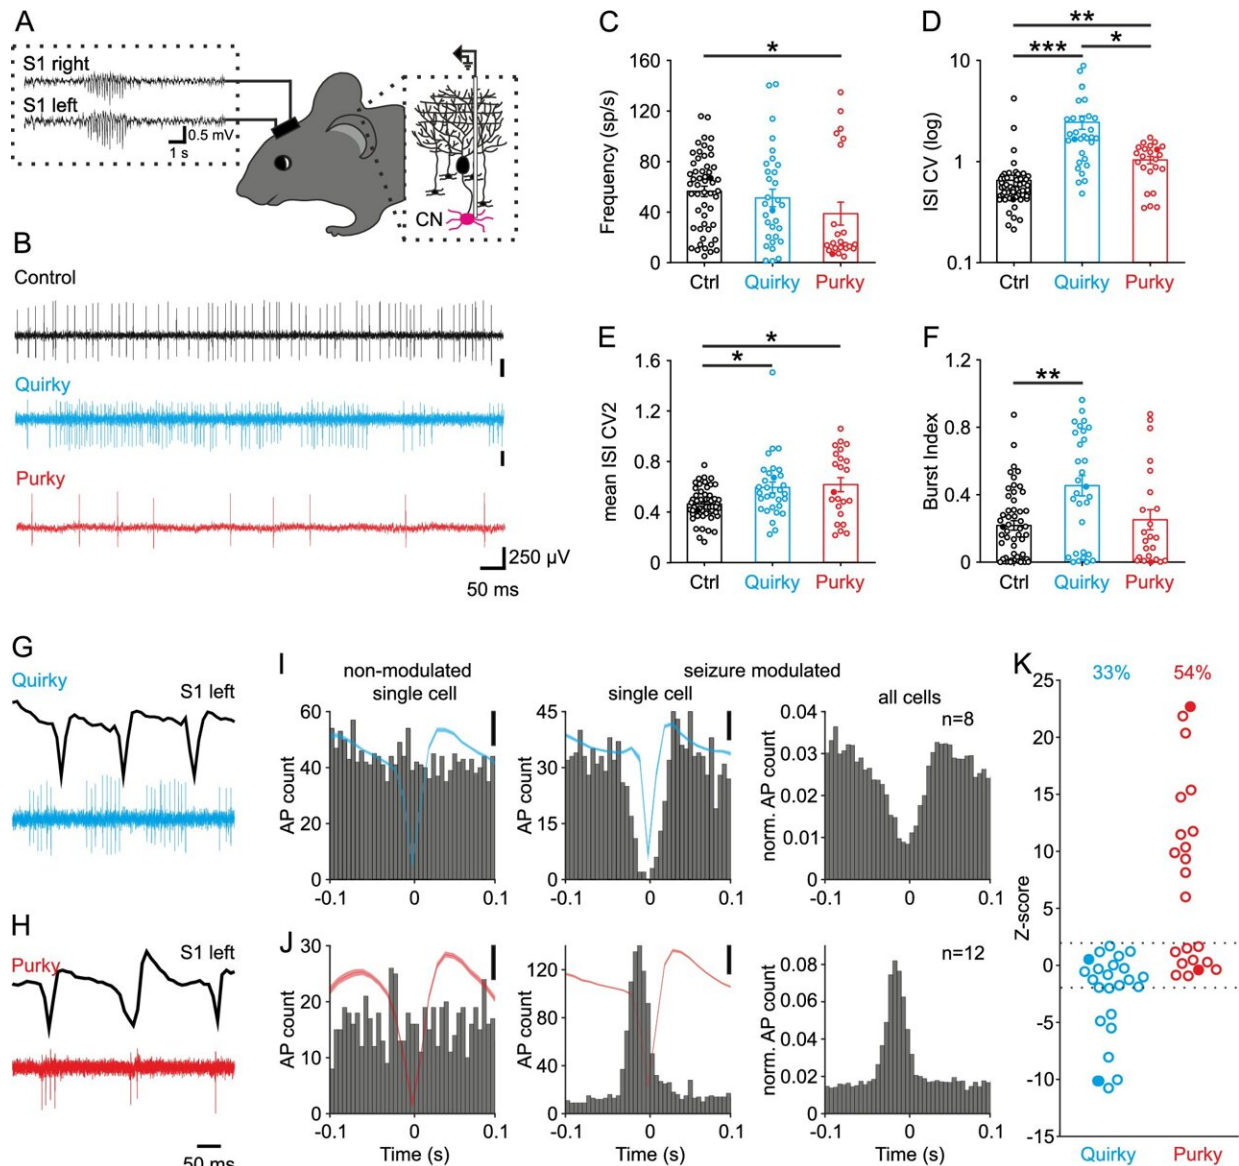 A
S1 right
S1 left
0.5 mV
1 s
CN
B
Control
Quirky
Purky
250 µV
50 ms
C
*
Frequency (sp/s)
160
120
80
40
0
Ctrl
Quirky
Purky
D
**
***
*
ISI CV (log)
10
1
0.1
Ctrl
Quirky
Purky
E
*
*
mean ISI CV2
1.6
1.2
0.8
0.4
0
Ctrl
Quirky
Purky
F
**
Burst Index
1.2
0.8
0.4
0
Ctrl
Quirky
Purky
G
Quirky
S1 left
H
Purky
S1 left
50 ms
I
non-modulated
single cell
seizure modulated
single cell
all cells
AP count
60
40
20
0
-0.1
0
0.1
AP count
45
30
15
0
-0.1
0
0.1
norm. AP count
0.04
0.03
0.02
0.01
0
n=8
-0.1
0
0.1
J
AP count
30
20
10
0
-0.1
0
0.1
Time (s)
AP count
120
80
40
0
-0.1
0
0.1
Time (s)
norm. AP count
0.08
0.06
0.04
0.02
0
n=12
-0.1
0
0.1
Time (s)
K
33%
54%
Z-score
25
20
15
10
5
0
-5
-10
-15
Quirky
Purky